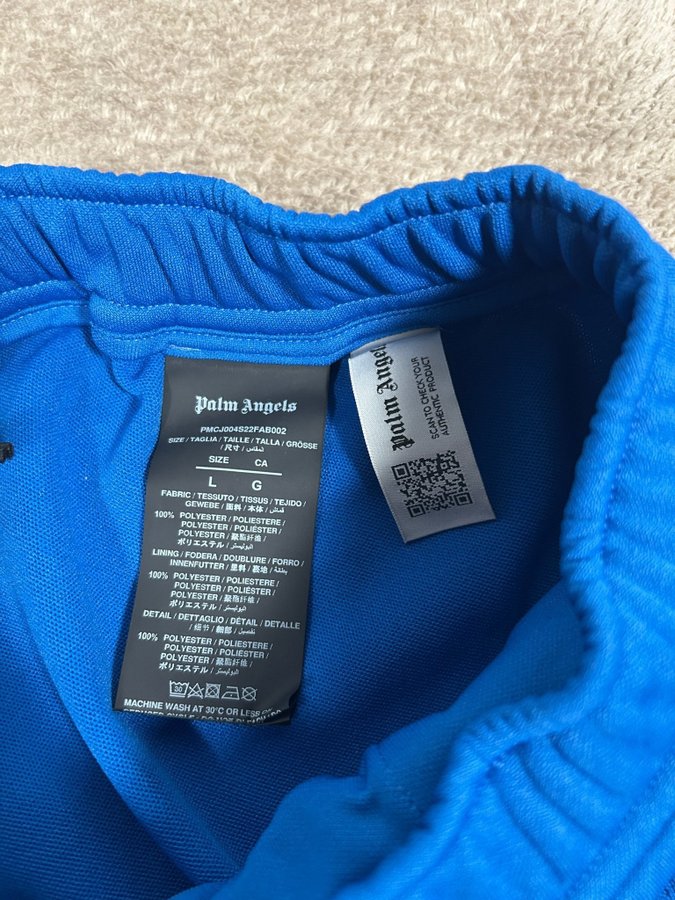 Palm Angels
PMCJ004S22FAB002
SIZE / TAGLIA / TAILLE / TALLA / GRÖSSE
/ 尺寸 / المقاس
SIZE CA
L G
FABRIC / TESSUTO / TISSUS / TEJIDO /
GEWEBE / 面料 / 本体 / قماش
100% POLYESTER / POLIESTERE /
POLYESTER / POLIÉSTER /
POLYESTER / 聚脂纤维 /
ポリエステル / البوليستر
LINING / FODERA / DOUBLURE / FORRO /
INNENFUTTER / 里料 / 裏地 / بطانة
100% POLYESTER / POLIESTERE /
POLYESTER / POLIÉSTER /
POLYESTER / 聚脂纤维 /
ポリエステル / البوليستر
DETAIL / DETTAGLIO / DÉTAIL / DETALLE
/ 细节 / 細部 / تفصيل
100% POLYESTER / POLIESTERE /
POLYESTER / POLIÉSTER /
POLYESTER / 聚脂纤维 /
ポリエステル / البوليستر
30
MACHINE WASH AT 30°C OR LESS
Palm Angels
SCAN TO CHECK YOUR
AUTHENTIC PRODUCT